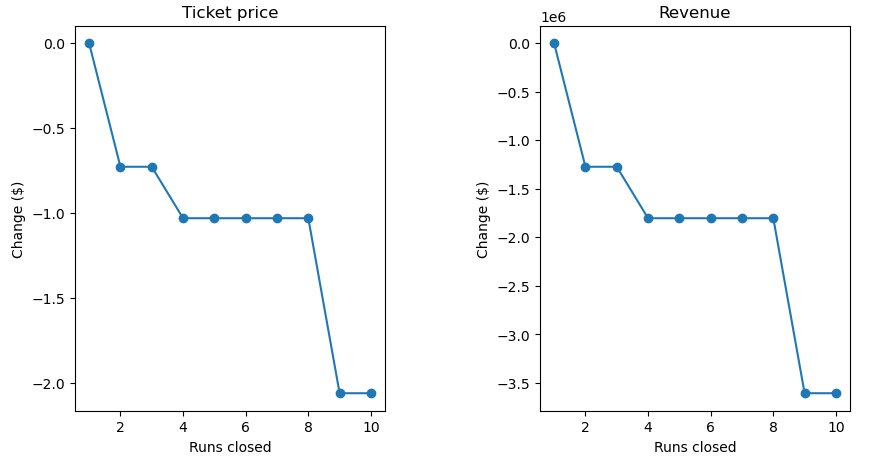 Ticket price
Change ($)
0.0
−0.5
−1.0
−1.5
−2.0
2 4 6 8 10
Runs closed
Revenue
1e6
Change ($)
0.0
−0.5
−1.0
−1.5
−2.0
−2.5
−3.0
−3.5
2 4 6 8 10
Runs closed